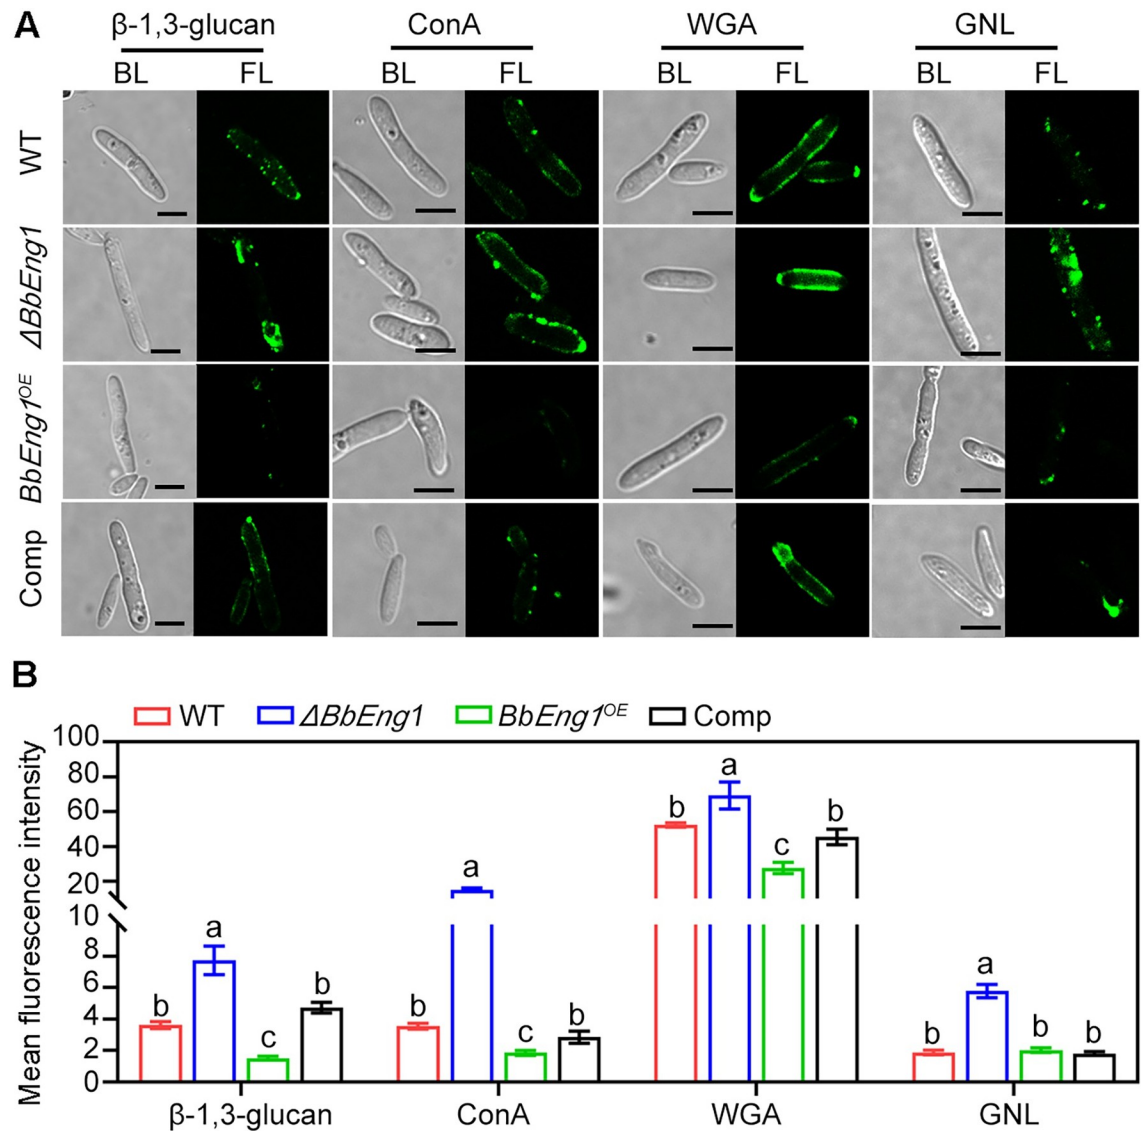 A
β-1,3-glucan ConA WGA GNL
BL FL BL FL BL FL BL FL
WT
ΔBbEng1
BbEng1OE
Comp
B
WT ΔBbEng1 BbEng1OE Comp
Mean fluorescence intensity
100
80
60
40
20
10
8
6
4
2
0
b a c b
b a c b
b a c b
b a b b
β-1,3-glucan ConA WGA GNL